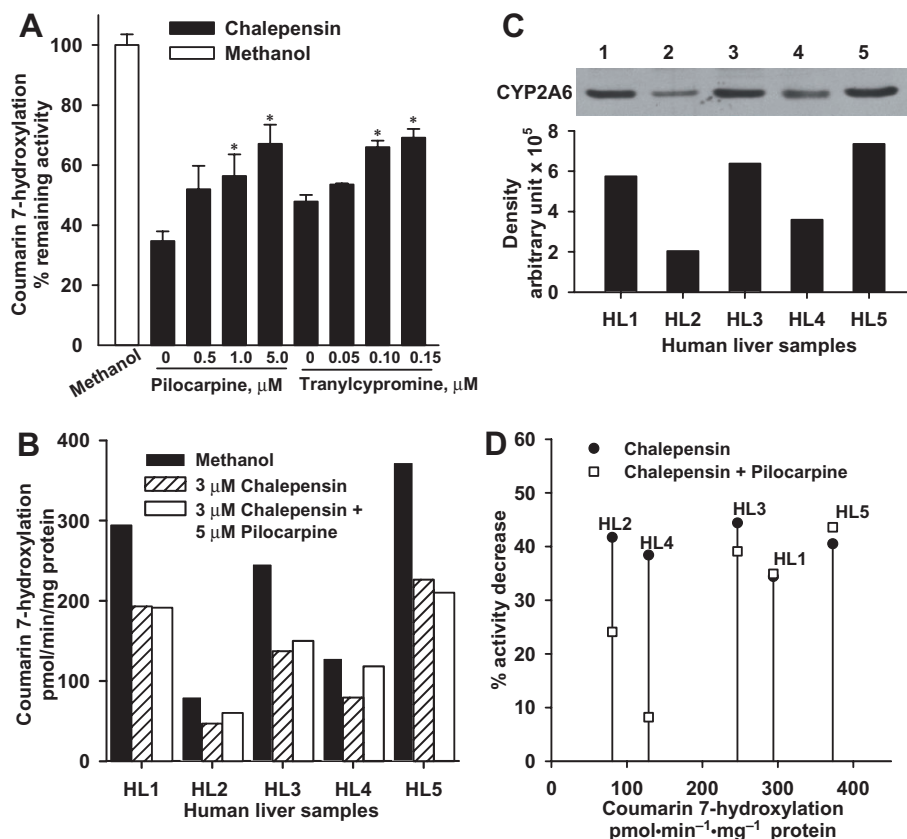 A
Chalepensin
Methanol
Coumarin 7-hydroxylation
% remaining activity
100
80
60
40
20
0
* * * *
Methanol
0 0.5 1.0 5.0 0 0.05 0.10 0.15
Pilocarpine, μM
Tranylcypromine, μM
B
Methanol
3 μM Chalepensin
3 μM Chalepensin +
5 μM Pilocarpine
Coumarin 7-hydroxylation
pmol/min/mg protein
400
300
200
100
0
HL1 HL2 HL3 HL4 HL5
Human liver samples
C
1 2 3 4 5
CYP2A6
Density
arbitrary unit x 10⁵
8
6
4
2
0
HL1 HL2 HL3 HL4 HL5
Human liver samples
D
Chalepensin
Chalepensin + Pilocarpine
% activity decrease
60
50
40
30
20
10
0
HL2
HL4
HL3
HL1
HL5
0 100 200 300 400
Coumarin 7-hydroxylation
pmol·min⁻¹·mg⁻¹ protein